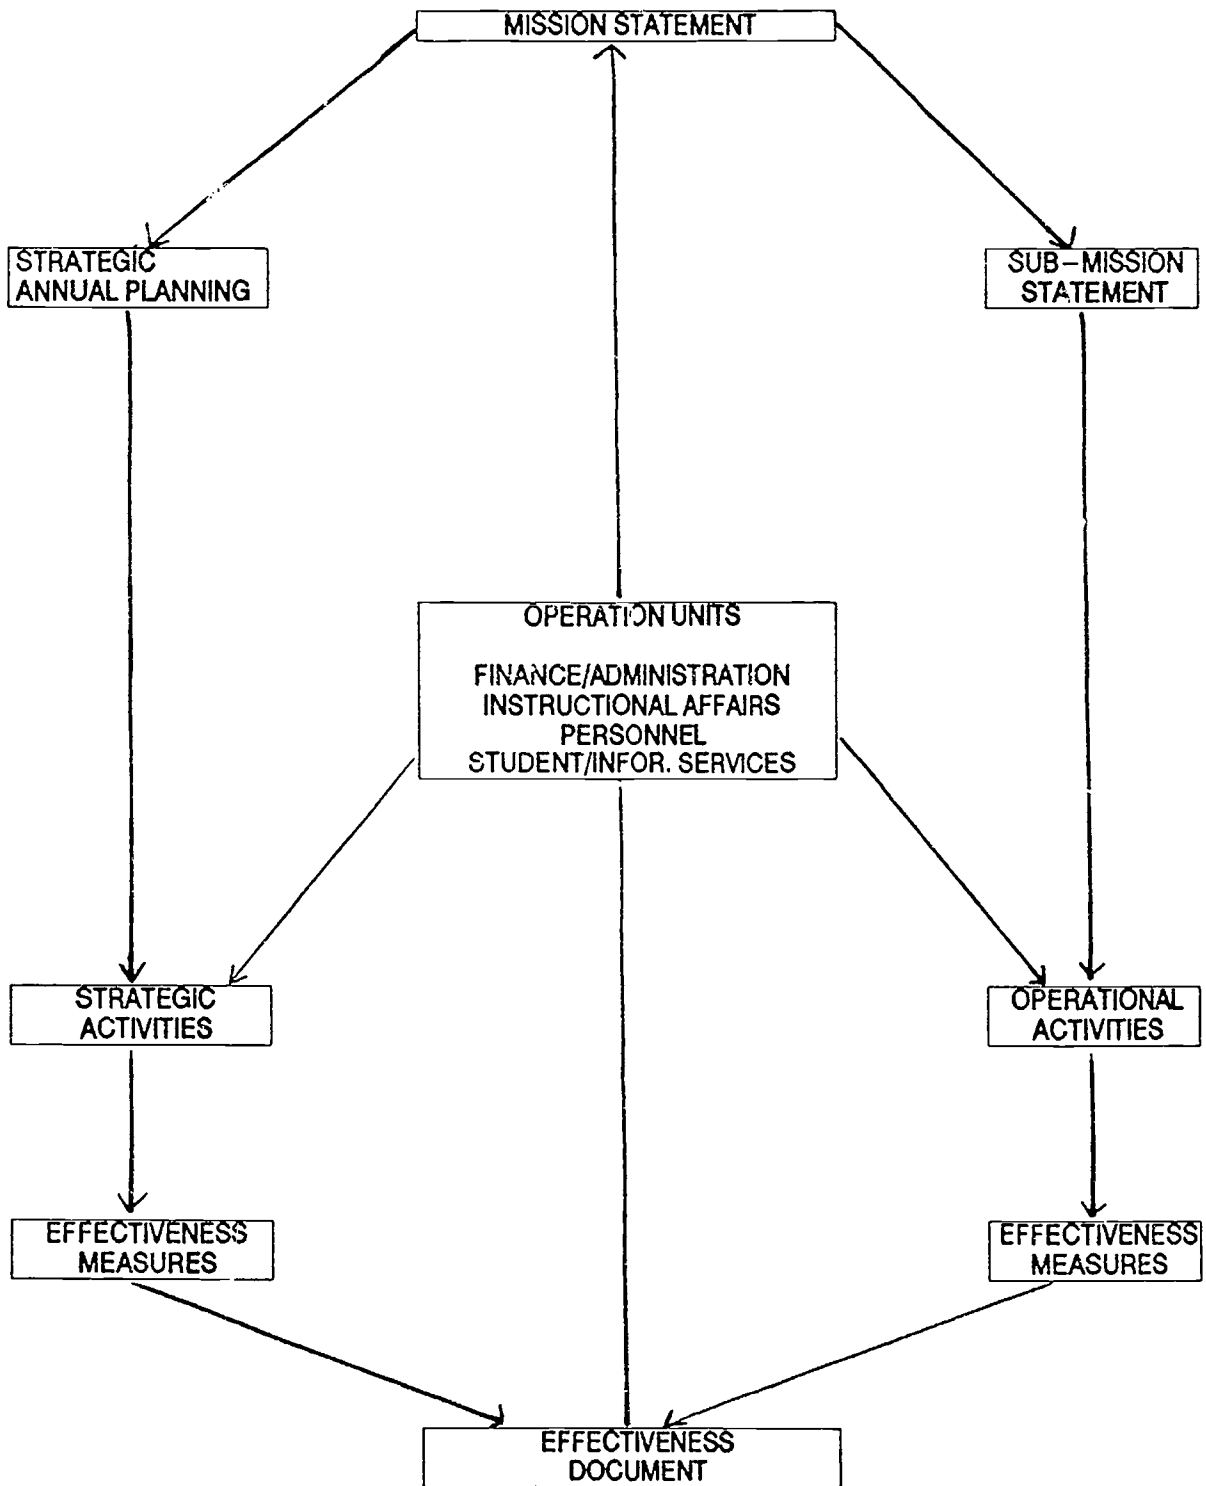 MISSION STATEMENT
STRATEGIC
ANNUAL PLANNING
SUB-MISSION
STATEMENT
OPERATION UNITS
FINANCE/ADMINISTRATION
INSTRUCTIONAL AFFAIRS
PERSONNEL
STUDENT/INFOR. SERVICES
STRATEGIC
ACTIVITIES
OPERATIONAL
ACTIVITIES
EFFECTIVENESS
MEASURES
EFFECTIVENESS
MEASURES
EFFECTIVENESS
DOCUMENT